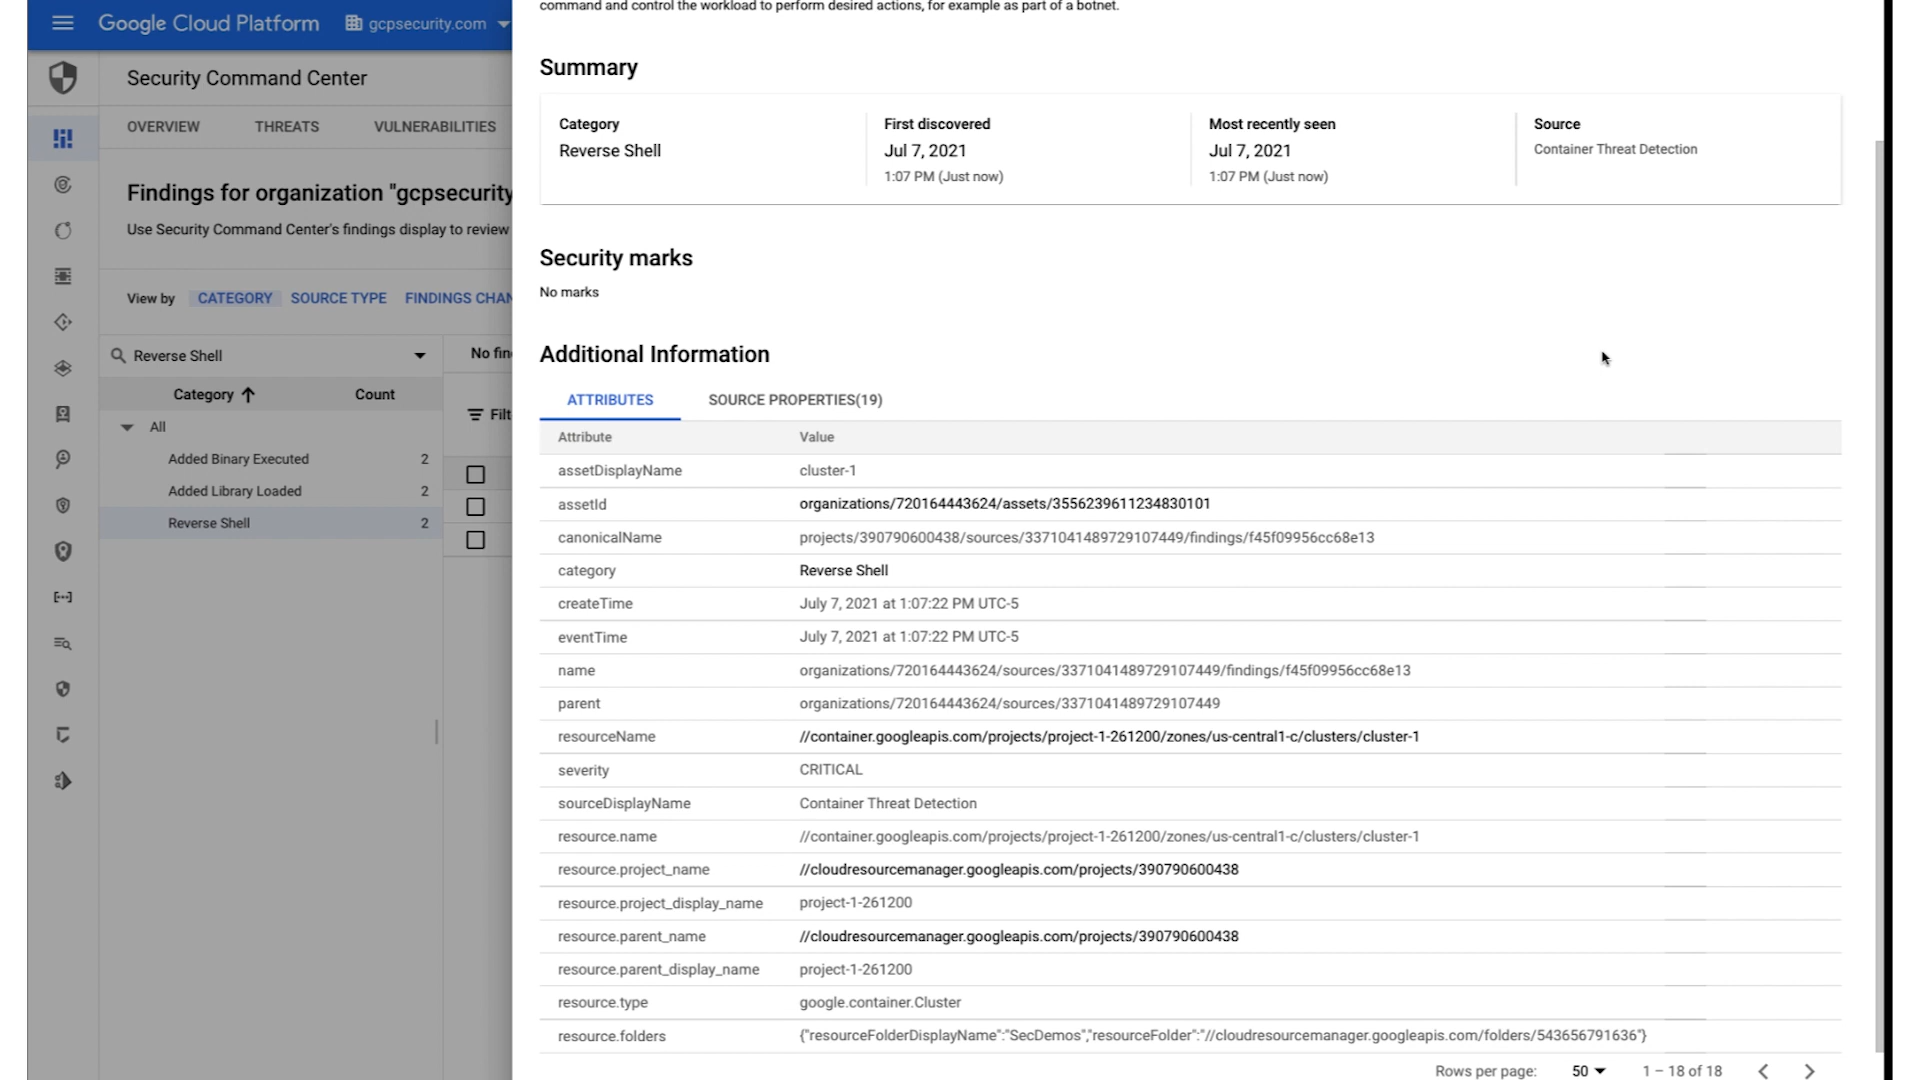 Google Cloud Platform
gcpsecurity.com
Security Command Center
OVERVIEW THREATS VULNERABILITIES
Findings for organization "gcpsecurity
Use Security Command Center's findings display to review
View by CATEGORY SOURCE TYPE FINDINGS CHAN
Reverse Shell
Category Count
All
Added Binary Executed 2
Added Library Loaded 2
Reverse Shell 2
No fin
Filt
command and control the workload to perform desired actions, for example as part of a botnet.
Summary
Category First discovered Most recently seen Source
Reverse Shell Jul 7, 2021 Jul 7, 2021 Container Threat Detection
1:07 PM (Just now) 1:07 PM (Just now)
Security marks
No marks
Additional Information
ATTRIBUTES SOURCE PROPERTIES(19)
Attribute Value
assetDisplayName cluster-1
assetId organizations/720164443624/assets/3556239611234830101
canonicalName projects/390790600438/sources/3371041489729107449/findings/f45f09956cc68e13
category Reverse Shell
createTime July 7, 2021 at 1:07:22 PM UTC-5
eventTime July 7, 2021 at 1:07:22 PM UTC-5
name organizations/720164443624/sources/3371041489729107449/findings/f45f09956cc68e13
parent organizations/720164443624/sources/3371041489729107449
resourceName //container.googleapis.com/projects/project-1-261200/zones/us-central1-c/clusters/cluster-1
severity CRITICAL
sourceDisplayName Container Threat Detection
resource.name //container.googleapis.com/projects/project-1-261200/zones/us-central1-c/clusters/cluster-1
resource.project_name //cloudresourcemanager.googleapis.com/projects/390790600438
resource.project_display_name project-1-261200
resource.parent_name //cloudresourcemanager.googleapis.com/projects/390790600438
resource.parent_display_name project-1-261200
resource.type google.container.Cluster
resource.folders {"resourceFolderDisplayName":"SecDemos","resourceFolder":"//cloudresourcemanager.googleapis.com/folders/543656791636"}
Rows per page: 50 1 – 18 of 18